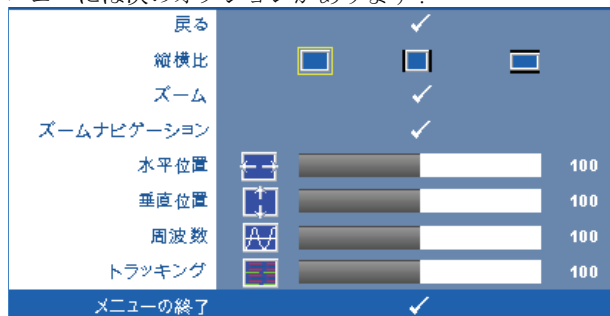 戻る
縦横比
ズーム
ズームナビゲーション
水平位置 100
垂直位置 100
周波数 100
トラッキング 100
メニューの終了